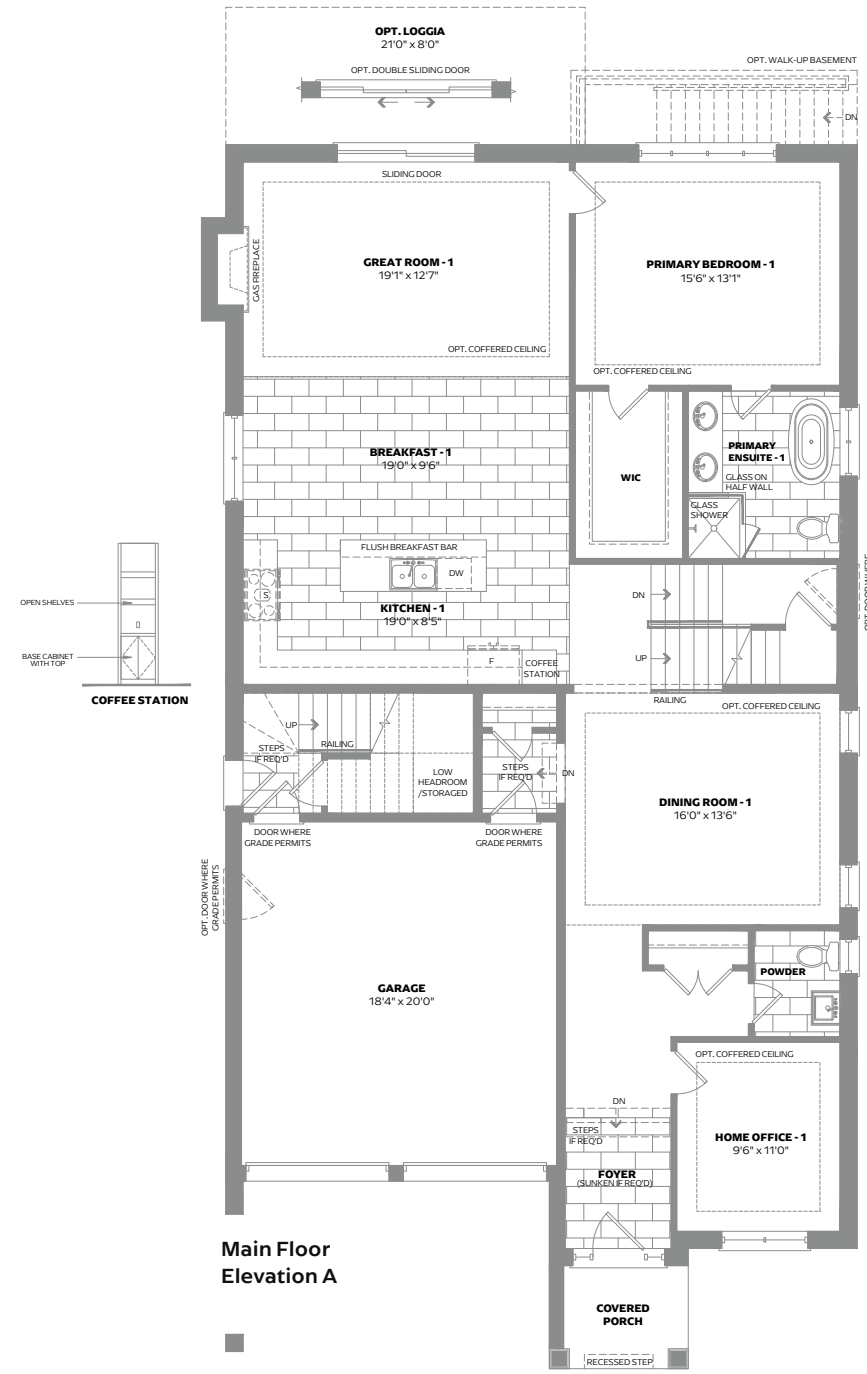 OPT. LOGGIA
21'0" x 8'0"
OPT. DOUBLE SLIDING DOOR
OPT. WALK-UP BASEMENT
DN
SLIDING DOOR
GAS FIREPLACE
GREAT ROOM - 1
19'1" x 12'7"
OPT. COFFERED CEILING
PRIMARY BEDROOM - 1
15'6" x 13'1"
OPT. COFFERED CEILING
BREAKFAST - 1
19'0" x 9'6"
WIC
PRIMARY
ENSUITE - 1
GLASS ON
HALF WALL
GLASS
SHOWER
FLUSH BREAKFAST BAR
DW
S
KITCHEN - 1
19'0" x 8'5"
F
COFFEE
STATION
OPEN SHELVES
BASE CABINET
WITH TOP
COFFEE STATION
DN
UP
RAILING
OPT. DOOR WHERE
UP
RAILING
STEPS
IF REQ'D
LOW
HEADROOM
/STORAGED
STEPS
IF REQ'D
DN
OPT. COFFERED CEILING
DINING ROOM - 1
16'0" x 13'6"
DOOR WHERE
GRADE PERMITS
DOOR WHERE
GRADE PERMITS
OPT. DOOR WHERE
GRADE PERMITS
GARAGE
18'4" x 20'0"
POWDER
OPT. COFFERED CEILING
HOME OFFICE - 1
9'6" x 11'0"
DN
STEPS
IF REQ'D
FOYER
(SUNKEN IF REQ'D)
Main Floor
Elevation A
COVERED
PORCH
RECESSED STEP